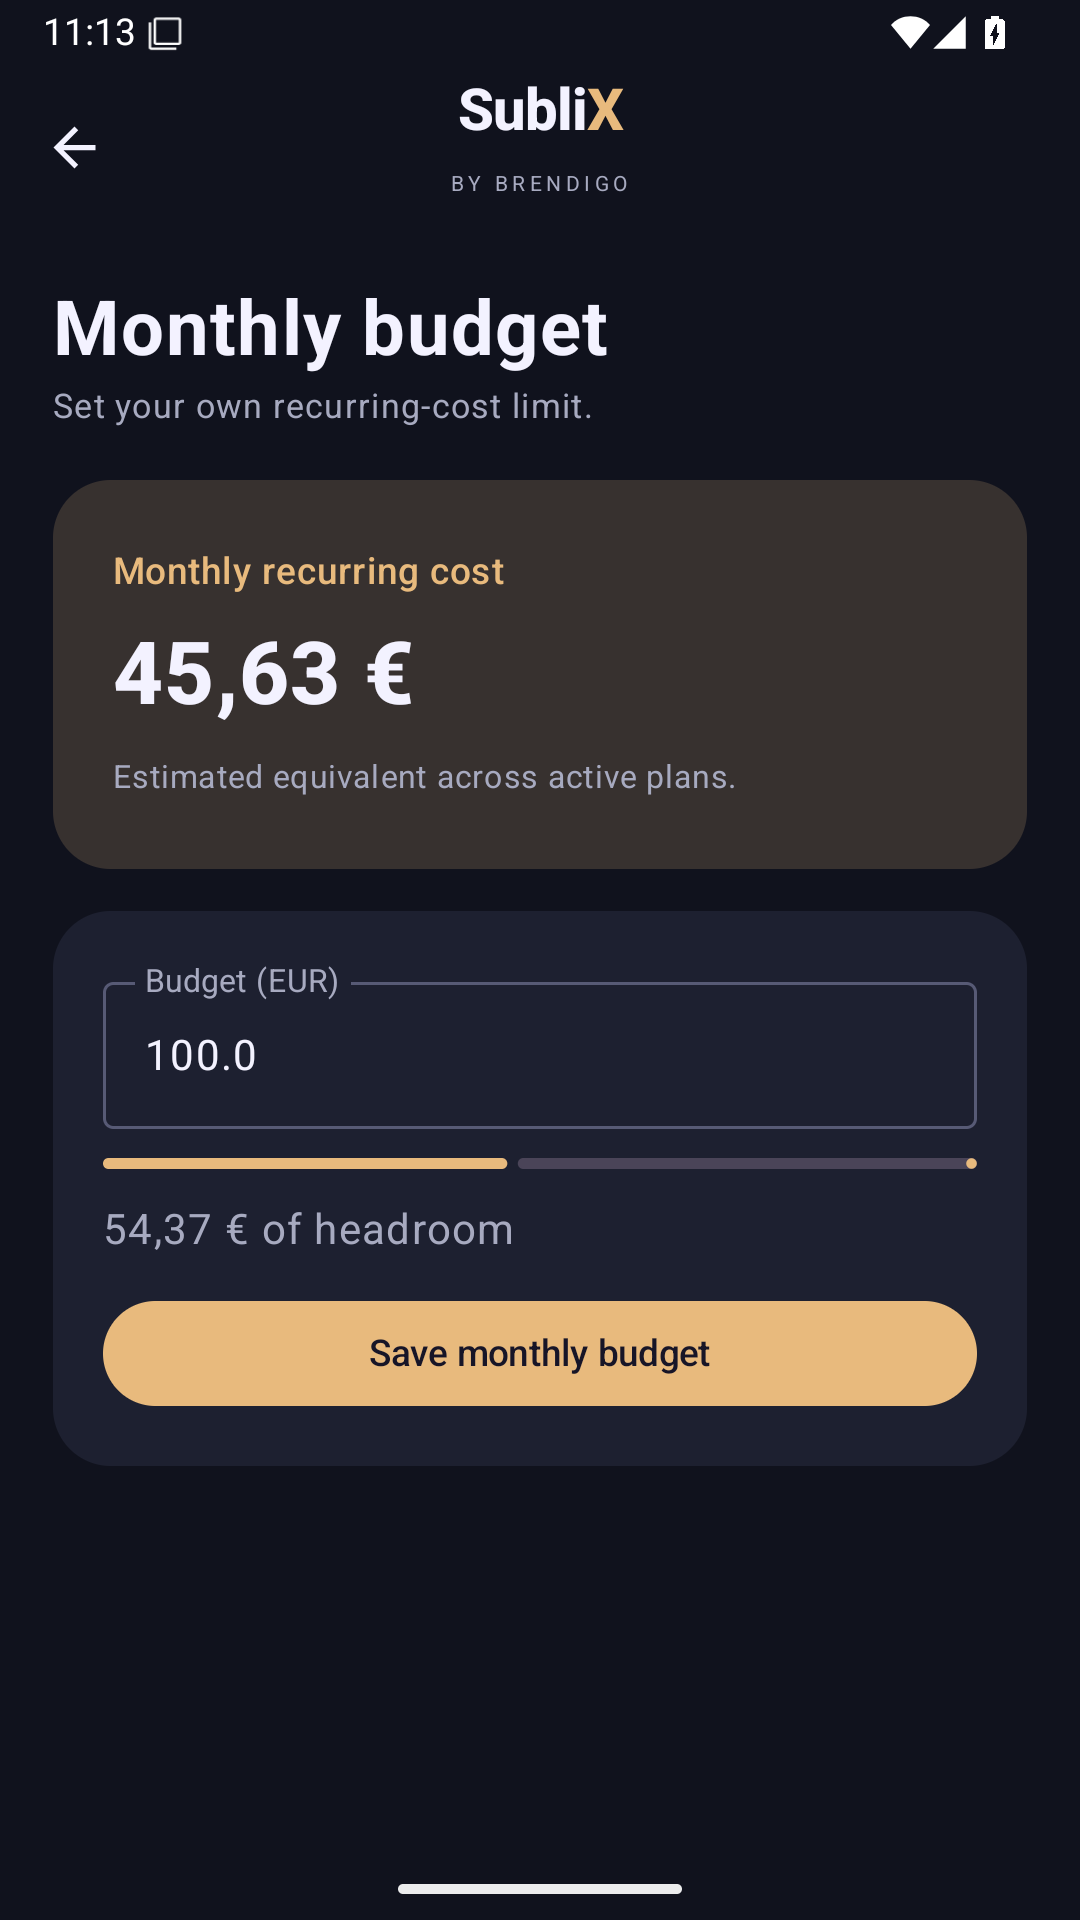 11:13
SubliX
BY BRENDIGO
Monthly budget
Set your own recurring-cost limit.
Monthly recurring cost
45,63 €
Estimated equivalent across active plans.
Budget (EUR)
100.0
54,37 € of headroom
Save monthly budget